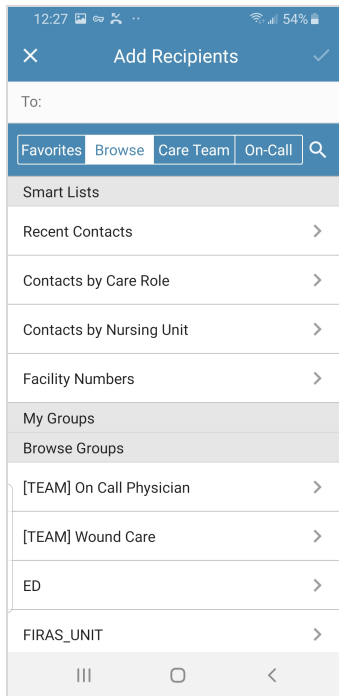 12:27 54%
Add Recipients
To:
Favorites Browse Care Team On-Call
Smart Lists
Recent Contacts
Contacts by Care Role
Contacts by Nursing Unit
Facility Numbers
My Groups
Browse Groups
[TEAM] On Call Physician
[TEAM] Wound Care
ED
FIRAS_UNIT